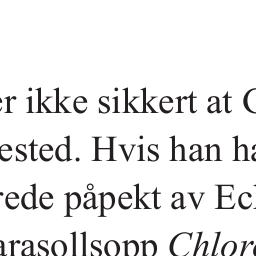 er ikke sikkert at
ested. Hvis han ha
rede påpekt av Ecl
arasollsopp Chlor